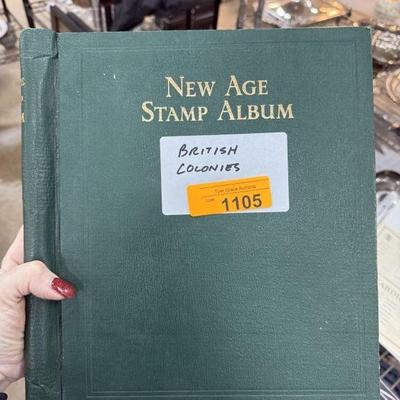 NEW AGE
STAMP ALBUM
BRITISH
COLONIES
1105